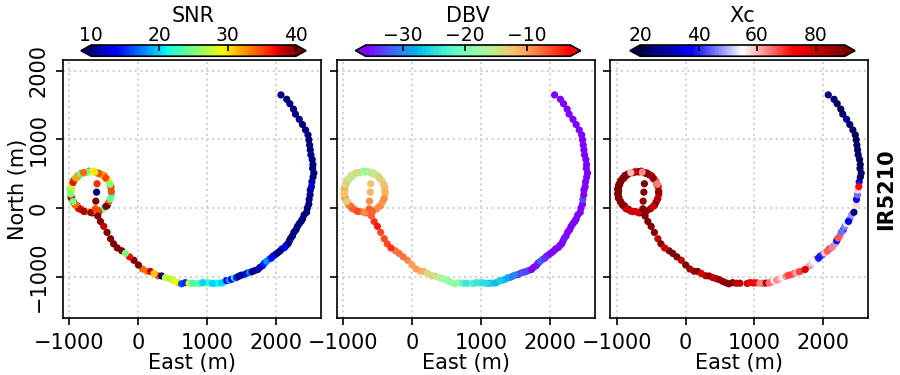 SNR DBV Xc
10 20 30 40 −30 −20 −10 20 40 60 80
2000
1000
0
−1000
North (m)
−1000 0 1000 2000 −1000 0 1000 2000 −1000 0 1000 2000
East (m) East (m) East (m)
IR5210